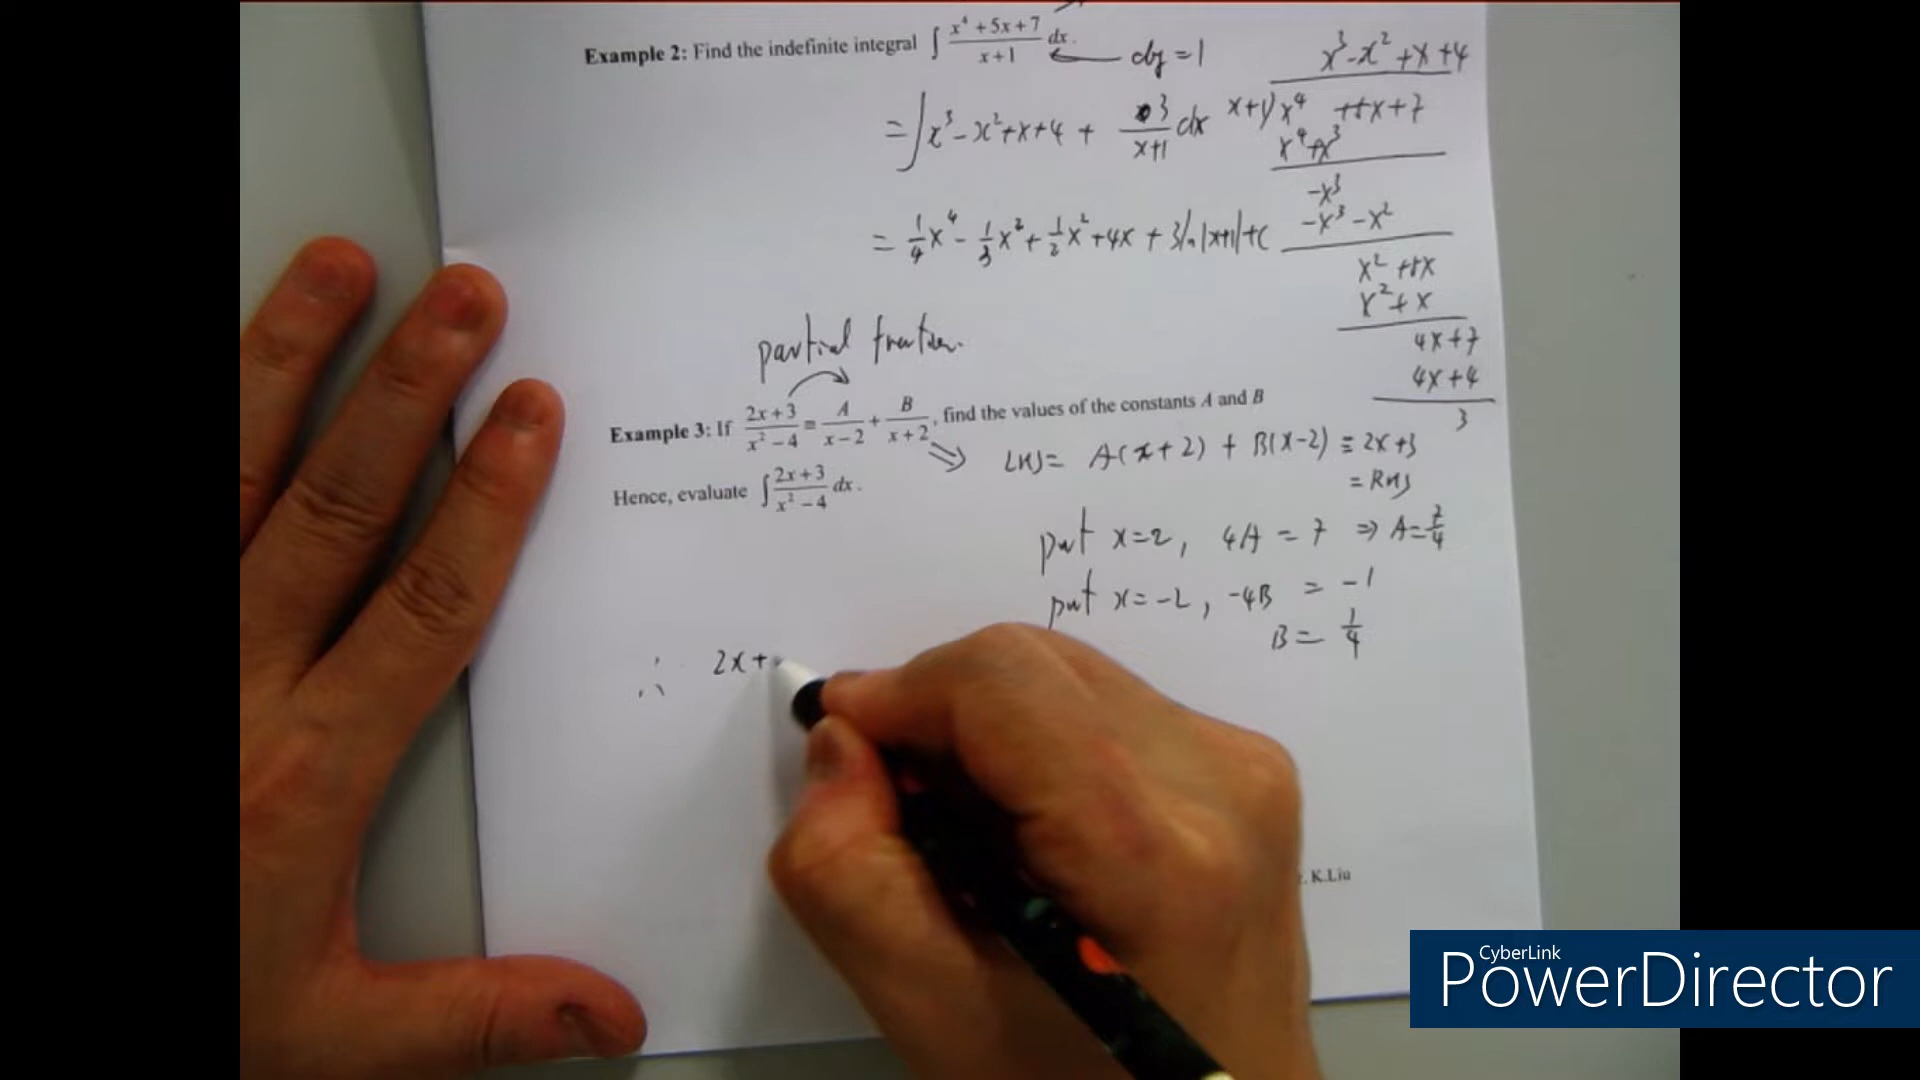 Example 2: Find the indefinite integral ∫ (x⁴ + 5x + 7)/(x + 1) dx. ← deg = 1
= ∫ x³ - x² + x + 4 + 3/(x+1) dx
= 1/4 x⁴ - 1/3 x³ + 1/2 x² + 4x + 3 ln|x+1| + C
x³ - x² + x + 4
x+1) x⁴ +5x+7
x⁴+x³
-x³
-x³ - x²
x² +5x
x² + x
4x+7
4x+4
3
partial fraction.
Example 3: If (2x + 3)/(x² - 4) ≡ A/(x - 2) + B/(x + 2), find the values of the constants A and B
Hence, evaluate ∫ (2x + 3)/(x² - 4) dx.
⇒ LHS = A(x+2) + B(x-2) ≡ 2x+3
= RHS
put x=2, 4A = 7 ⇒ A = 7/4
put x=-2, -4B = -1
B = 1/4
∴ 2x+
K.Liu
CyberLink
PowerDirector